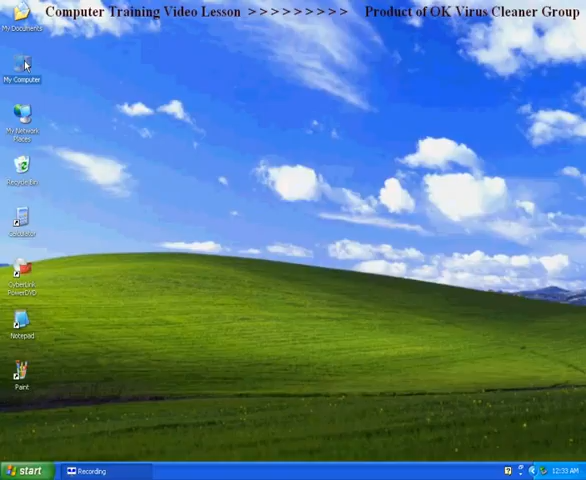 Computer Training Video Lesson >>>>>>>>> Product of OK Virus Cleaner Group
My Documents
My Computer
My Network
Places
Recycle Bin
Calculator
CyberLink
PowerDVD
Notepad
Paint
start
Recording
12:33 AM